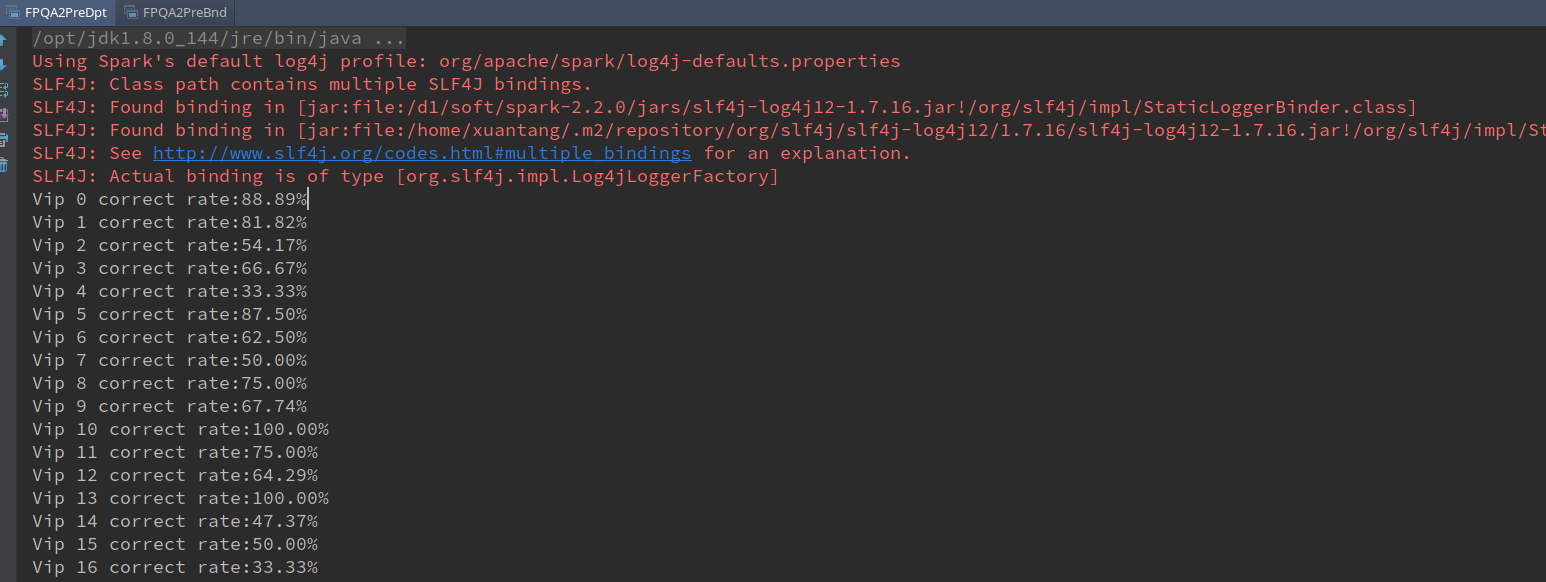 FPQA2PreDpt FPQA2PreBnd
/opt/jdk1.8.0_144/jre/bin/java ...
Using Spark's default log4j profile: org/apache/spark/log4j-defaults.properties
SLF4J: Class path contains multiple SLF4J bindings.
SLF4J: Found binding in [jar:file:/d1/soft/spark-2.2.0/jars/slf4j-log4j12-1.7.16.jar!/org/slf4j/impl/StaticLoggerBinder.class]
SLF4J: Found binding in [jar:file:/home/xuantang/.m2/repository/org/slf4j/slf4j-log4j12/1.7.16/slf4j-log4j12-1.7.16.jar!/org/slf4j/impl/St
SLF4J: See http://www.slf4j.org/codes.html#multiple_bindings for an explanation.
SLF4J: Actual binding is of type [org.slf4j.impl.Log4jLoggerFactory]
Vip 0 correct rate:88.89%
Vip 1 correct rate:81.82%
Vip 2 correct rate:54.17%
Vip 3 correct rate:66.67%
Vip 4 correct rate:33.33%
Vip 5 correct rate:87.50%
Vip 6 correct rate:62.50%
Vip 7 correct rate:50.00%
Vip 8 correct rate:75.00%
Vip 9 correct rate:67.74%
Vip 10 correct rate:100.00%
Vip 11 correct rate:75.00%
Vip 12 correct rate:64.29%
Vip 13 correct rate:100.00%
Vip 14 correct rate:47.37%
Vip 15 correct rate:50.00%
Vip 16 correct rate:33.33%